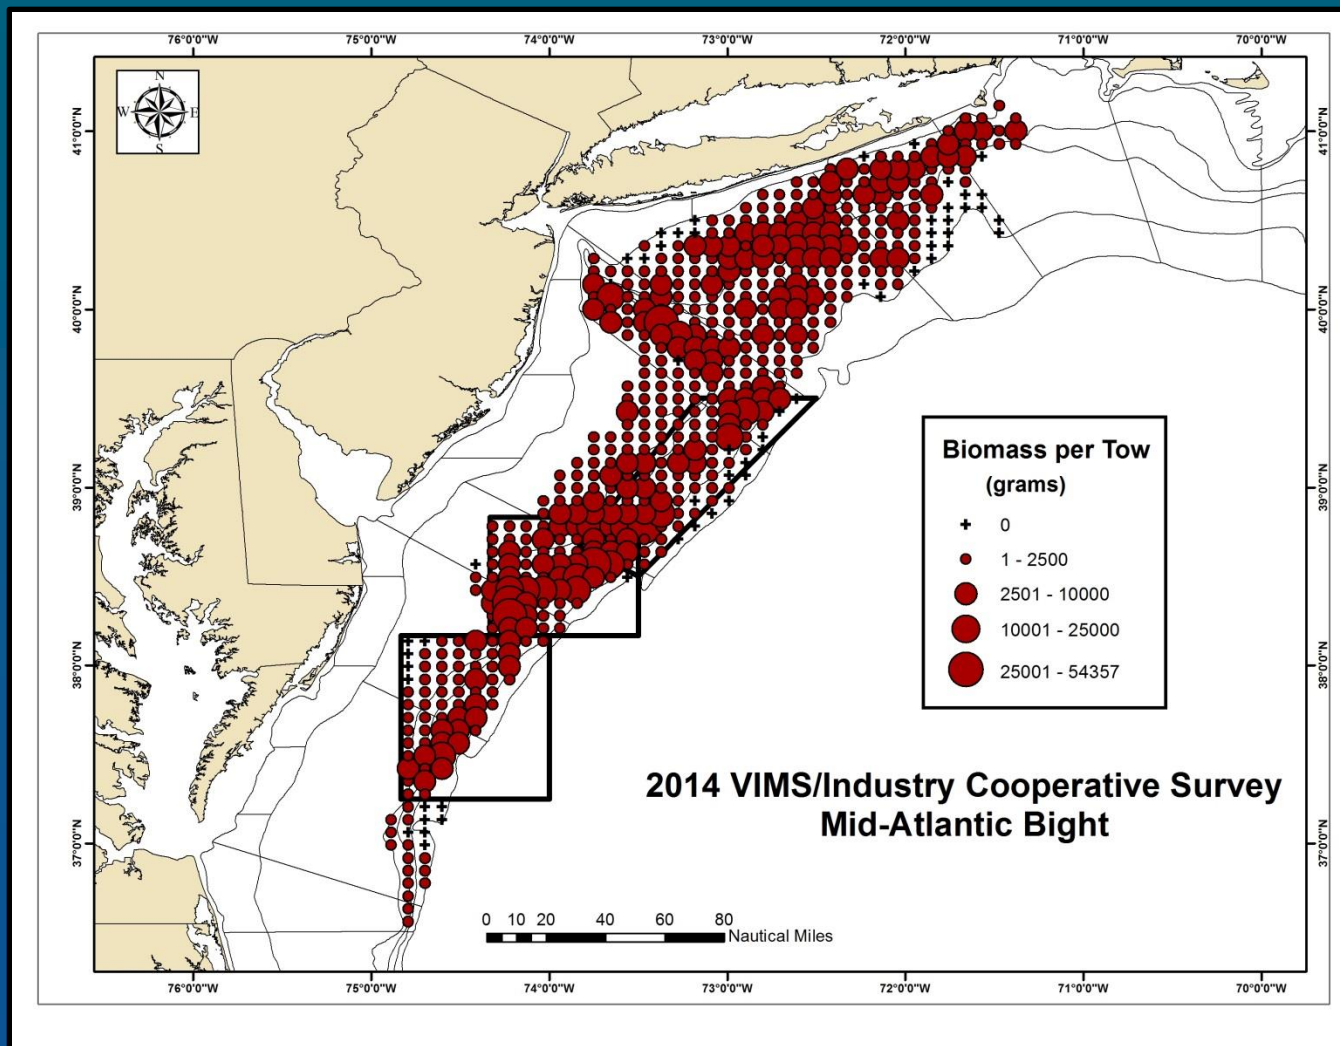 76°0'0"W 75°0'0"W 74°0'0"W 73°0'0"W 72°0'0"W 71°0'0"W 70°0'0"W
N
W E
S
41°0'0"N 41°0'0"N
40°0'0"N 40°0'0"N
39°0'0"N 39°0'0"N
38°0'0"N 38°0'0"N
37°0'0"N 37°0'0"N
Biomass per Tow
(grams)
0
1 - 2500
2501 - 10000
10001 - 25000
25001 - 54357
2014 VIMS/Industry Cooperative Survey
Mid-Atlantic Bight
0 10 20 40 60 80
Nautical Miles
76°0'0"W 75°0'0"W 74°0'0"W 73°0'0"W 72°0'0"W 71°0'0"W 70°0'0"W